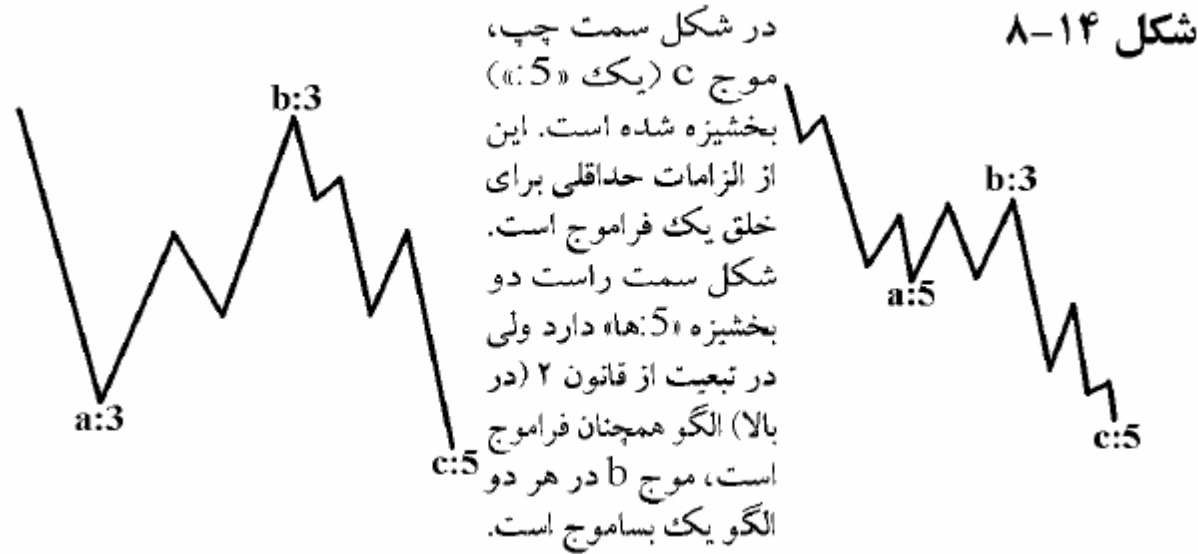 شکل ۱۴-۸
در شکل سمت چپ،
موج c (یک «5:»)
بخشیزه شده است. این
از الزامات حداقلی برای
خلق یک فراموج است.
شکل سمت راست دو
بخشیزه «5:ها» دارد ولی
در تبعیت از قانون ۲ (در
بالا) الگو همچنان فراموج
است، موج b در هر دو
الگو یک بساموج است.
b:3
a:5
c:5
b:3
a:3
c:5